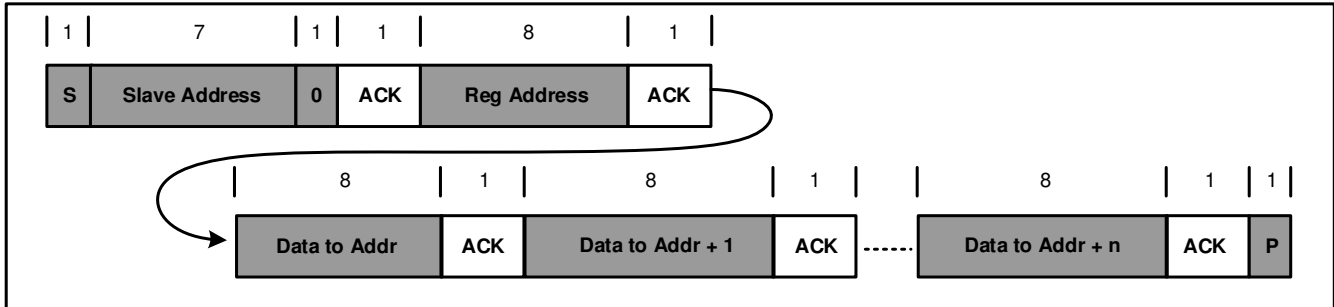 1 7 1 1 8 1
S Slave Address 0 ACK Reg Address ACK
8 1 8 1 8 1 1
Data to Addr ACK Data to Addr + 1 ACK Data to Addr + n ACK P